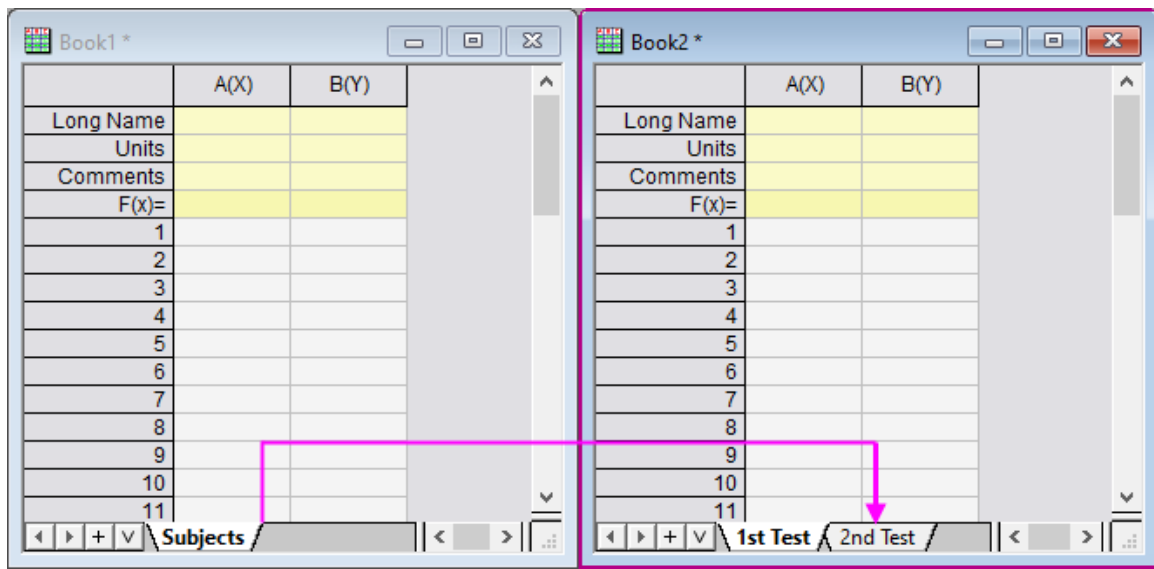 Book1 *
A(X) B(Y)
Long Name
Units
Comments
F(x)=
1
2
3
4
5
6
7
8
9
10
11
+ V Subjects < >
Book2 *
A(X) B(Y)
Long Name
Units
Comments
F(x)=
1
2
3
4
5
6
7
8
9
10
11
+ V 1st Test 2nd Test < >